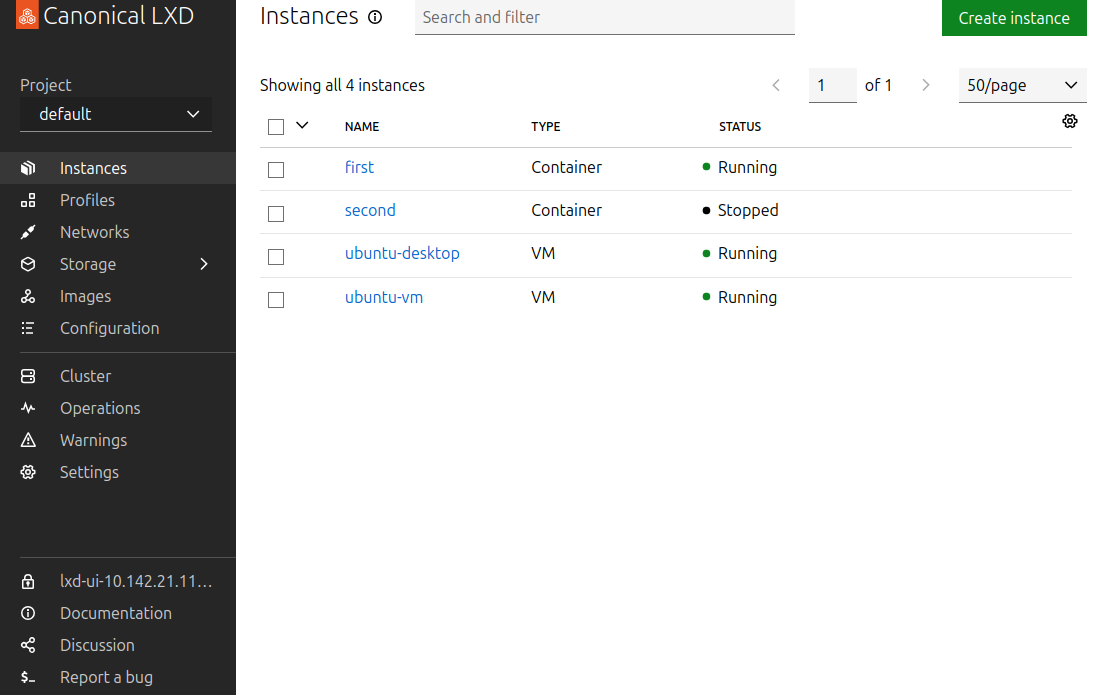 Canonical LXD
Project
default
Instances
Profiles
Networks
Storage
Images
Configuration
Cluster
Operations
Warnings
Settings
lxd-ui-10.142.21.11…
Documentation
Discussion
Report a bug
Instances
Search and filter
Create instance
Showing all 4 instances
1 of 1
50/page
NAME TYPE STATUS
first Container Running
second Container Stopped
ubuntu-desktop VM Running
ubuntu-vm VM Running